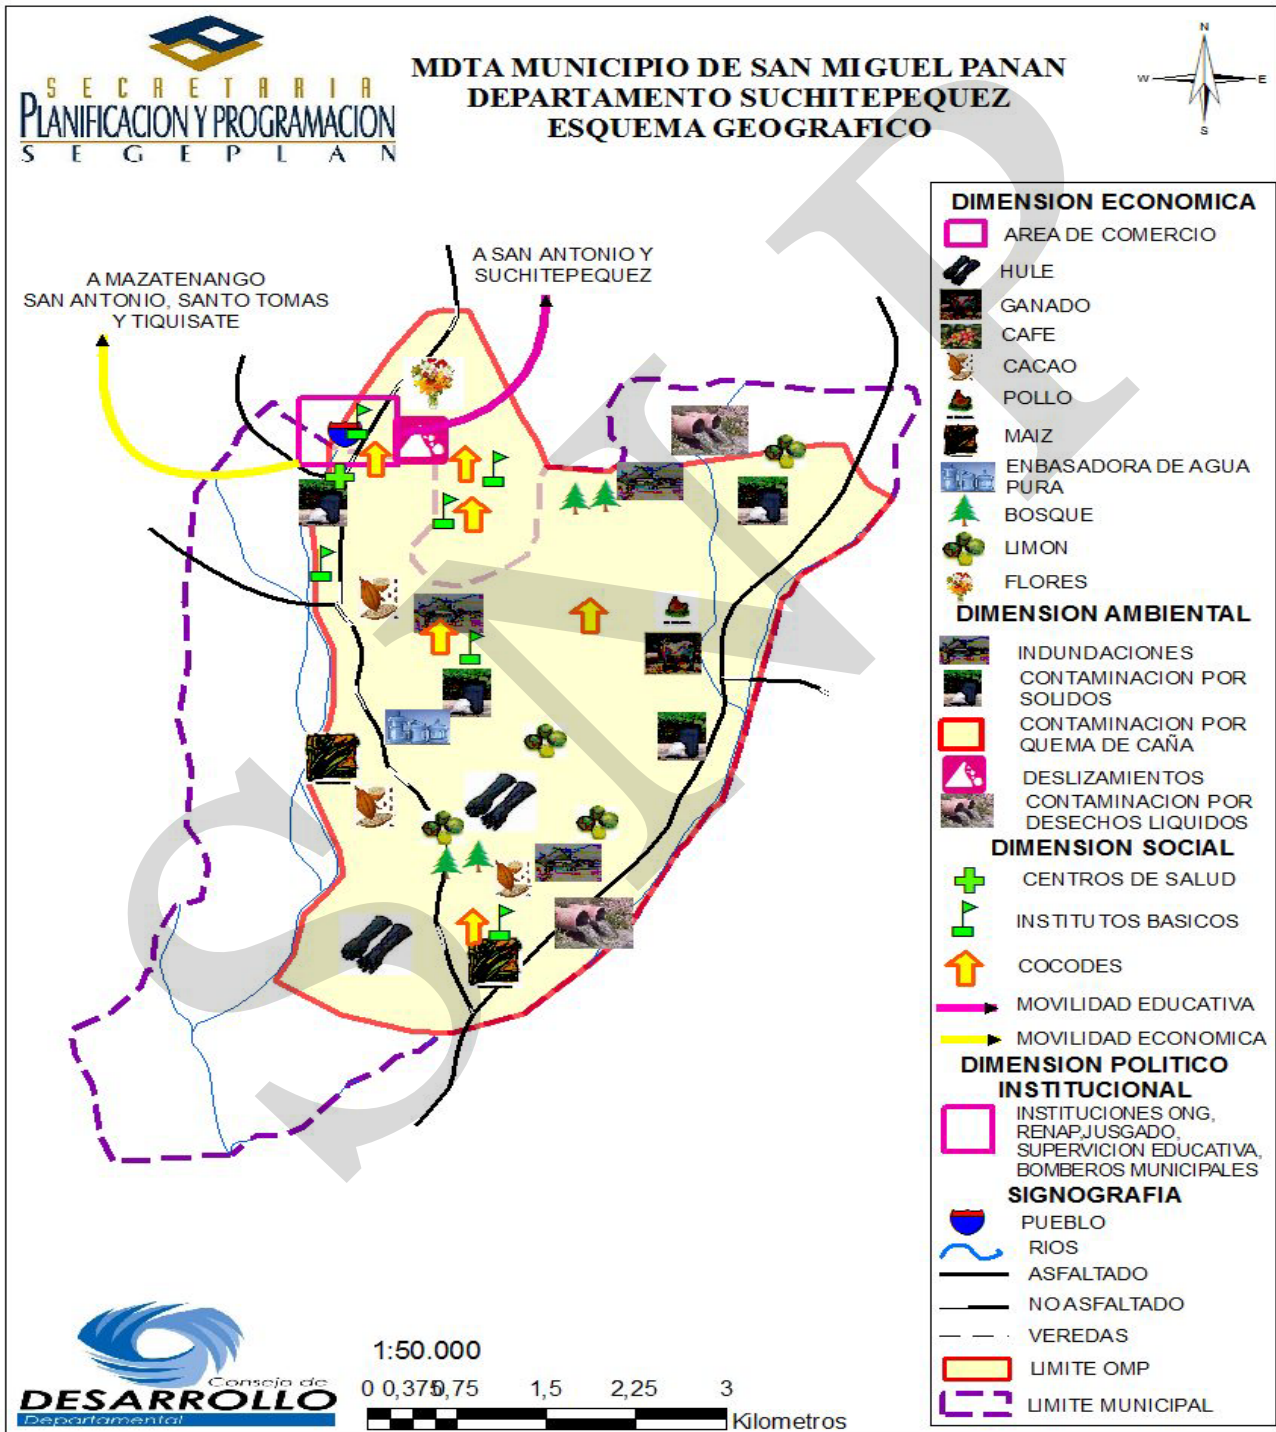 SECRETARIA
PLANIFICACION Y PROGRAMACION
SEGEPLAN
MDTA MUNICIPIO DE SAN MIGUEL PANAN
DEPARTAMENTO SUCHITEPEQUEZ
ESQUEMA GEOGRAFICO
N
W
E
S
A MAZATENANGO
SAN ANTONIO, SANTO TOMAS
Y TIQUISATE
A SAN ANTONIO Y
SUCHITEPEQUEZ
SNP
DIMENSION ECONOMICA
AREA DE COMERCIO
HULE
GANADO
CAFE
CACAO
POLLO
MAIZ
ENBASADORA DE AGUA
PURA
BOSQUE
LIMON
FLORES
DIMENSION AMBIENTAL
INDUNDACIONES
CONTAMINACION POR
SOLIDOS
CONTAMINACION POR
QUEMA DE CAÑA
DESLIZAMIENTOS
CONTAMINACION POR
DESECHOS LIQUIDOS
DIMENSION SOCIAL
CENTROS DE SALUD
INSTITUTOS BASICOS
COCODES
MOVILIDAD EDUCATIVA
MOVILIDAD ECONOMICA
DIMENSION POLITICO
INSTITUCIONAL
INSTITUCIONES ONG,
RENAP,JUSGADO,
SUPERVICION EDUCATIVA,
BOMBEROS MUNICIPALES
SIGNOGRAFIA
PUEBLO
RIOS
ASFALTADO
NO ASFALTADO
VEREDAS
LIMITE OMP
LIMITE MUNICIPAL
Consejo de
DESARROLLO
Departamental
1:50.000
0 0,375 0,75 1,5 2,25 3
Kilometros